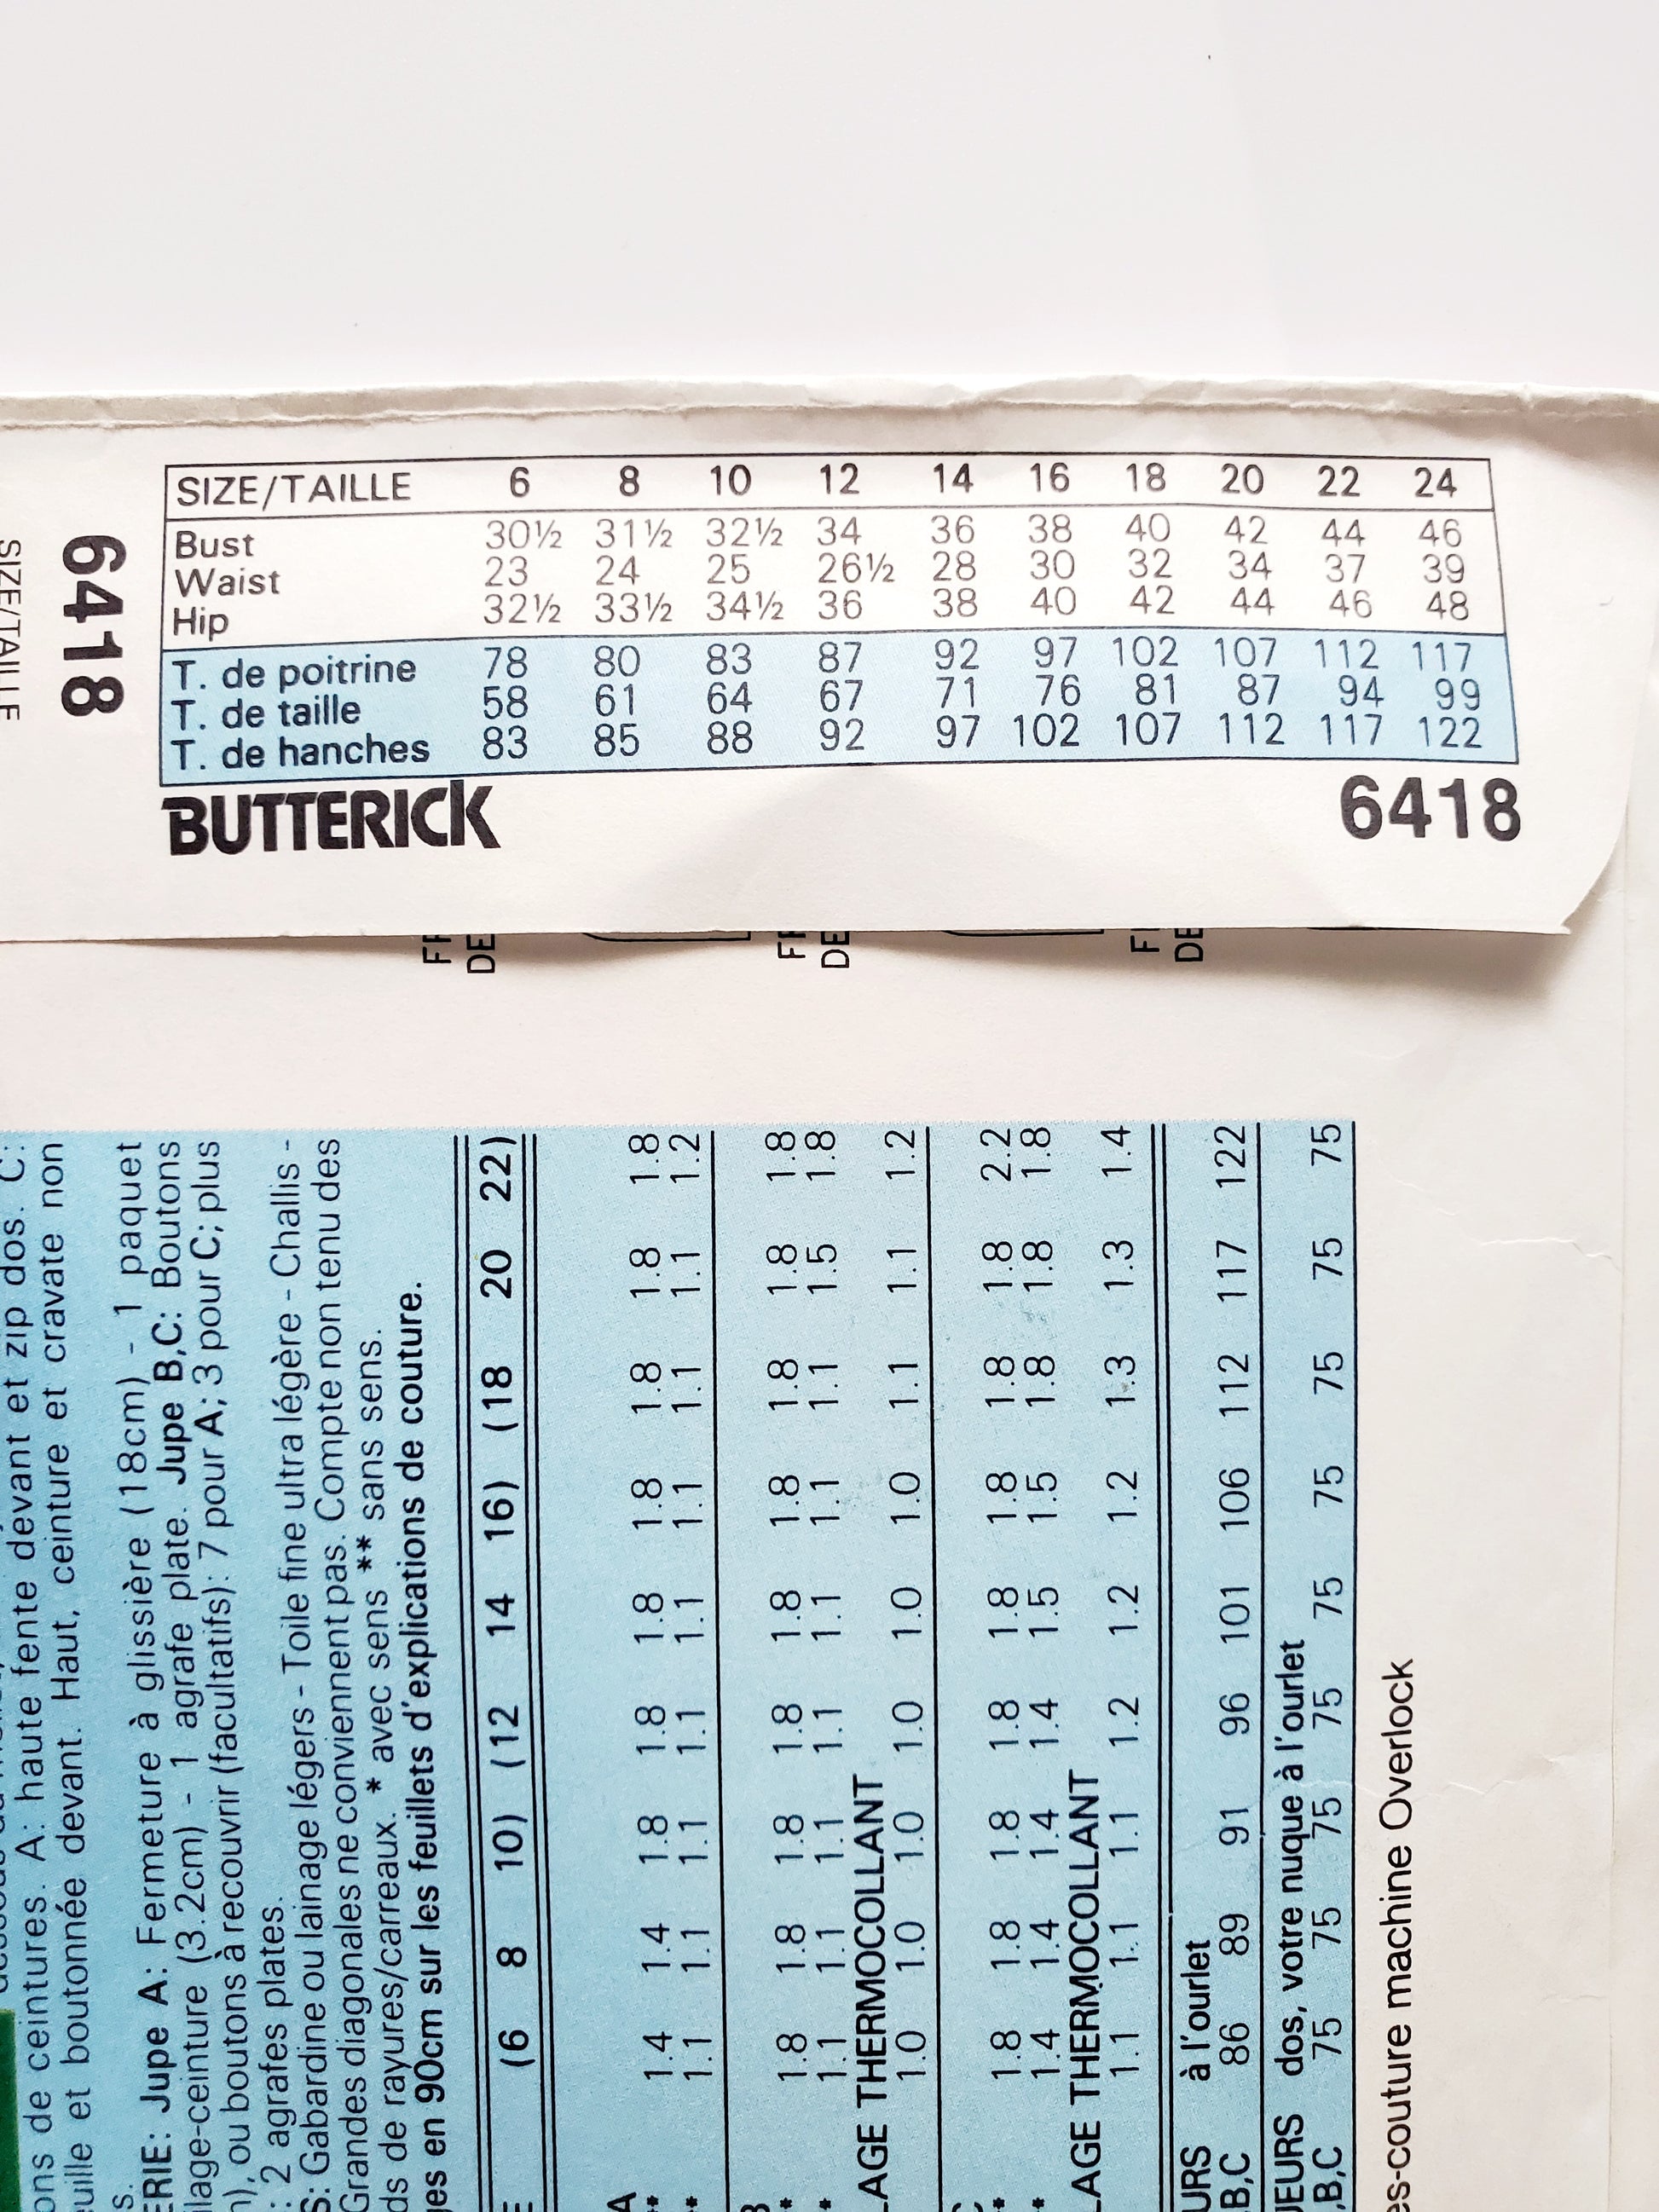 SIZE/TAILLE 6 8 10 12 14 16 18 20 22 24
Bust 30½ 31½ 32½ 34 36 38 40 42 44 46
Waist 23 24 25 26½ 28 30 32 34 37 39
Hip 32½ 33½ 34½ 36 38 40 42 44 46 48
T. de poitrine 78 80 83 87 92 97 102 107 112 117
T. de taille 58 61 64 67 71 76 81 87 94 99
T. de hanches 83 85 88 92 97 102 107 112 117 122
BUTTERICK 6418
6418
SIZE/TAILLE
FR
DE
FR
DE
DE
ons de ceintures. A: haute fente devant et zip dos. C:
euille et boutonnée devant. Haut, ceinture et cravate non
s.
ERIE: Jupe A: Fermeture à glissière (18cm) - 1 paquet
lage-ceinture (3.2cm) - 1 agrafe plate. Jupe B,C: Boutons
), ou boutons à recouvrir (facultatifs): 7 pour A; 3 pour C; plus
: 2 agrafes plates.
S: Gabardine ou lainage légers - Toile fine ultra légère - Challis -
Grandes diagonales ne conviennent pas. Compte non tenu des
ds de rayures/carreaux. * avec sens ** sans sens.
ges en 90cm sur les feuillets d'explications de couture.
E (6 8 10) (12 14 16) (18 20 22)
A
* 1.4 1.4 1.8 1.8 1.8 1.8 1.8 1.8 1.8
** 1.1 1.1 1.1 1.1 1.1 1.1 1.1 1.1 1.2
B
* 1.8 1.8 1.8 1.8 1.8 1.8 1.8 1.8 1.8
* 1.1 1.1 1.1 1.1 1.1 1.1 1.1 1.5 1.8
LAGE THERMOCOLLANT
1.0 1.0 1.0 1.0 1.0 1.0 1.1 1.1 1.2
C
* 1.8 1.8 1.8 1.8 1.8 1.8 1.8 1.8 2.2
* 1.4 1.4 1.4 1.4 1.5 1.5 1.8 1.8 1.8
LAGE THERMOCOLLANT
1.1 1.1 1.1 1.2 1.2 1.2 1.3 1.3 1.4
URS à l'ourlet
B,C 86 89 91 96 101 106 112 117 122
UEURS dos, votre nuque à l'ourlet
,B,C 75 75 75 75 75 75 75 75 75
es-couture machine Overlock